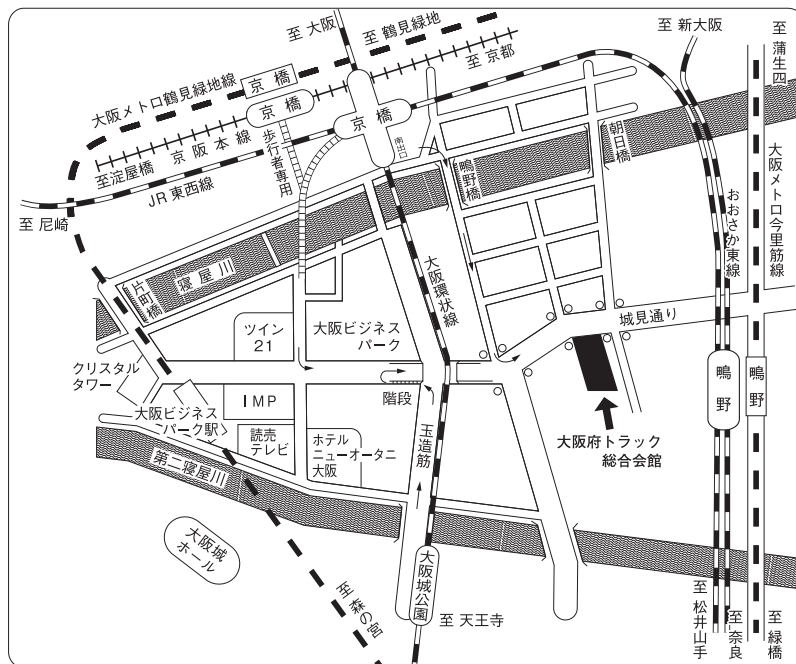 至 大阪
至 鶴見緑地
至 京都
至 新大阪
至 蒲生四
大阪メトロ鶴見緑地線
京橋
京橋
京橋
南出口
京阪本線
至淀屋橋
歩行者専用
JR東西線
至 尼崎
鴫野橋
朝日橋
大阪メトロ今里筋線
おおさか東線
寝屋川
片町橋
大阪環状線
城見通り
ツイン
21
大阪ビジネス
パーク
クリスタル
タワー
IMP
階段
鴫野
鴫野
大阪ビジネス
パーク駅
読売
テレビ
ホテル
ニューオータニ
大阪
玉造筋
大阪府トラック
総合会館
第二寝屋川
大阪城
ホール
大阪城公園
至 森の宮
至 天王寺
至 松井山手
至 奈良
至 緑橋